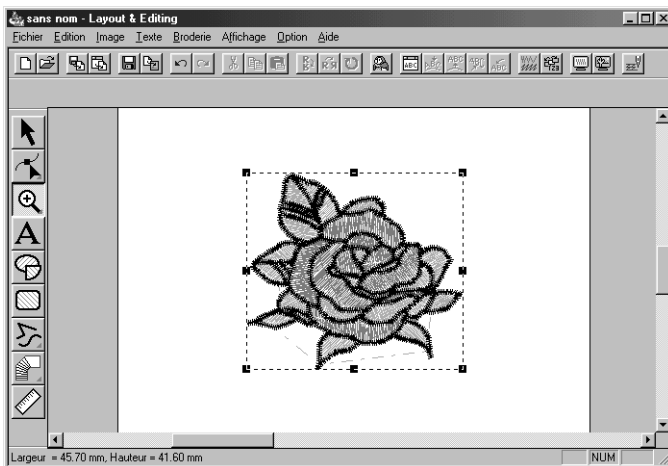 sans nom - Layout & Editing
Fichier Edition Image Texte Broderie Affichage Option Aide
A
Largeur = 45.70 mm, Hauteur = 41.60 mm NUM